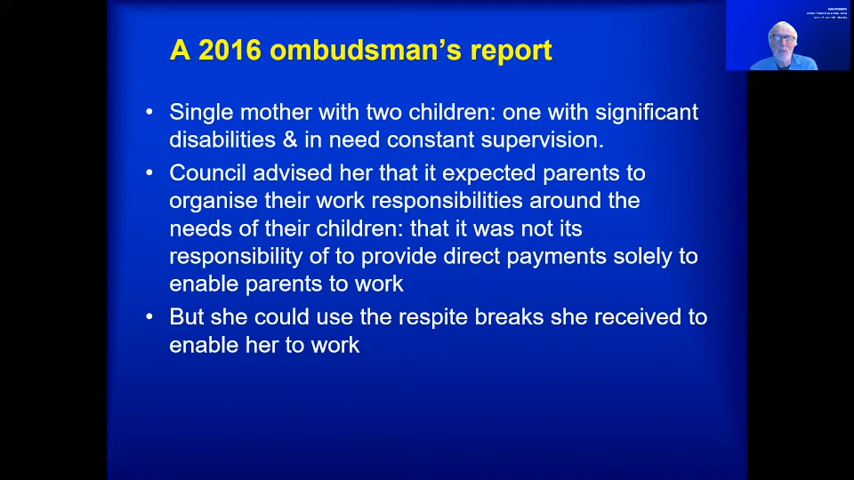 A 2016 ombudsman's report
• Single mother with two children: one with significant
disabilities & in need constant supervision.
• Council advised her that it expected parents to
organise their work responsibilities around the
needs of their children: that it was not its
responsibility of to provide direct payments solely to
enable parents to work
• But she could use the respite breaks she received to
enable her to work